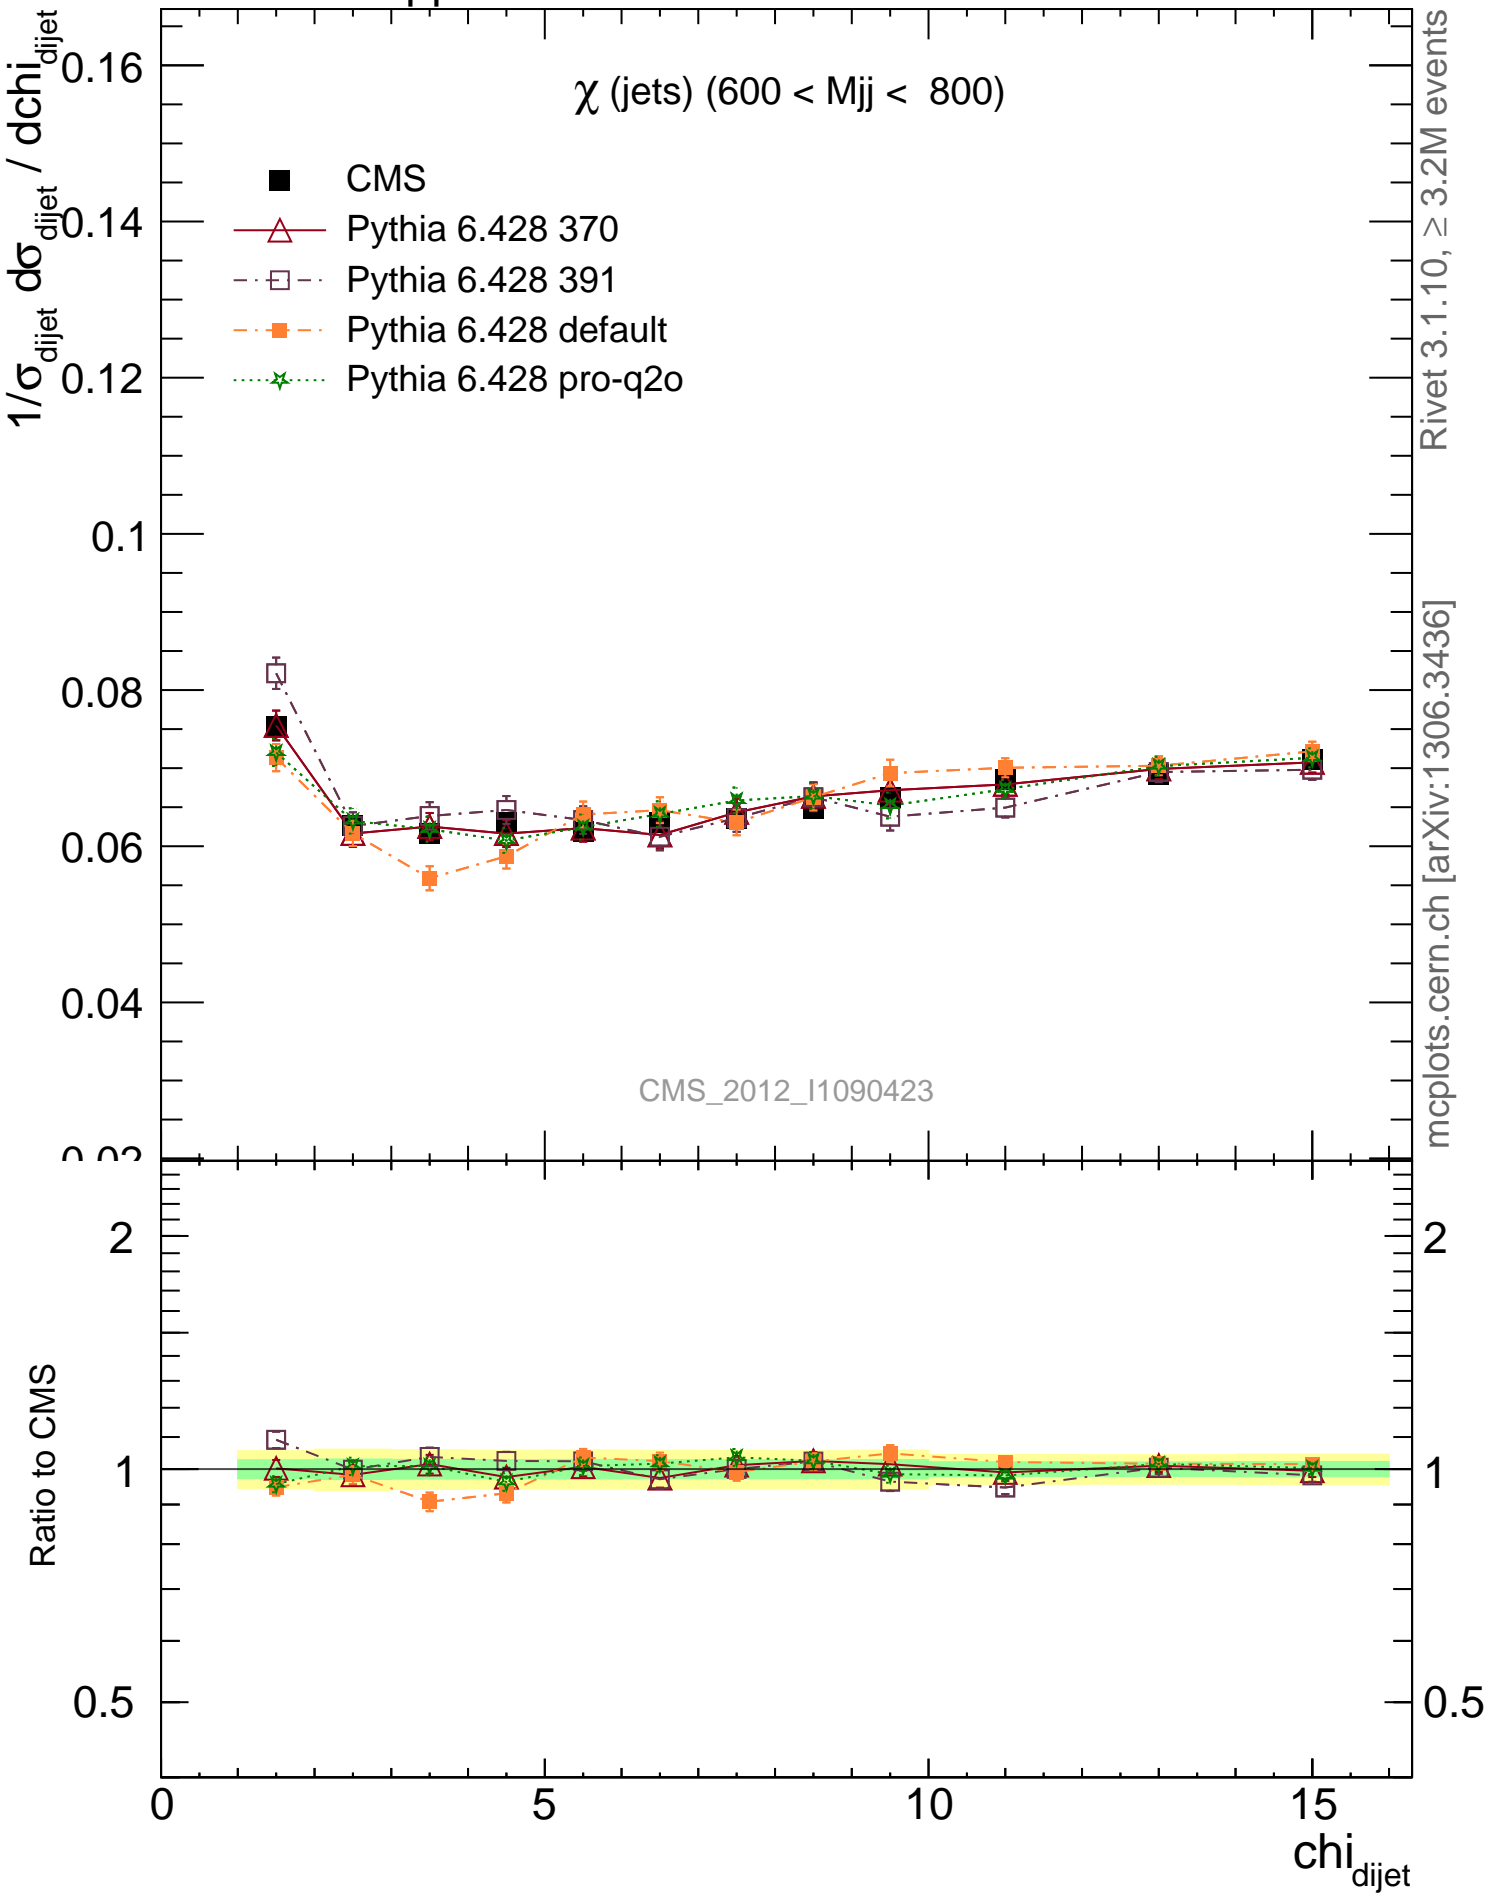 χ (jets) (600 < Mjj < 800)
CMS
Pythia 6.428 370
Pythia 6.428 391
Pythia 6.428 default
Pythia 6.428 pro-q2o
1/σdijet dσdijet / dchidijet
0.16
0.14
0.12
0.1
0.08
0.06
0.04
0.02
CMS_2012_I1090423
Rivet 3.1.10, ≥ 3.2M events
mcplots.cern.ch [arXiv:1306.3436]
Ratio to CMS
2
1
0.5
2
1
0.5
0
5
10
15
chidijet